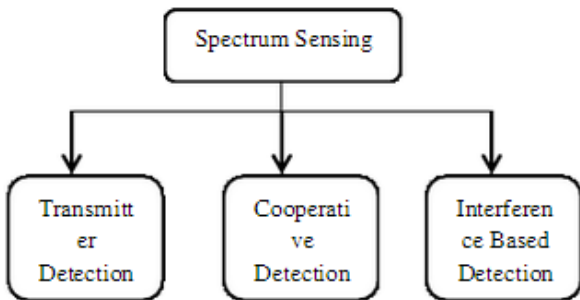 Spectrum Sensing
Transmitt
er
Detection
Cooperati
ve
Detection
Interferen
ce Based
Detection